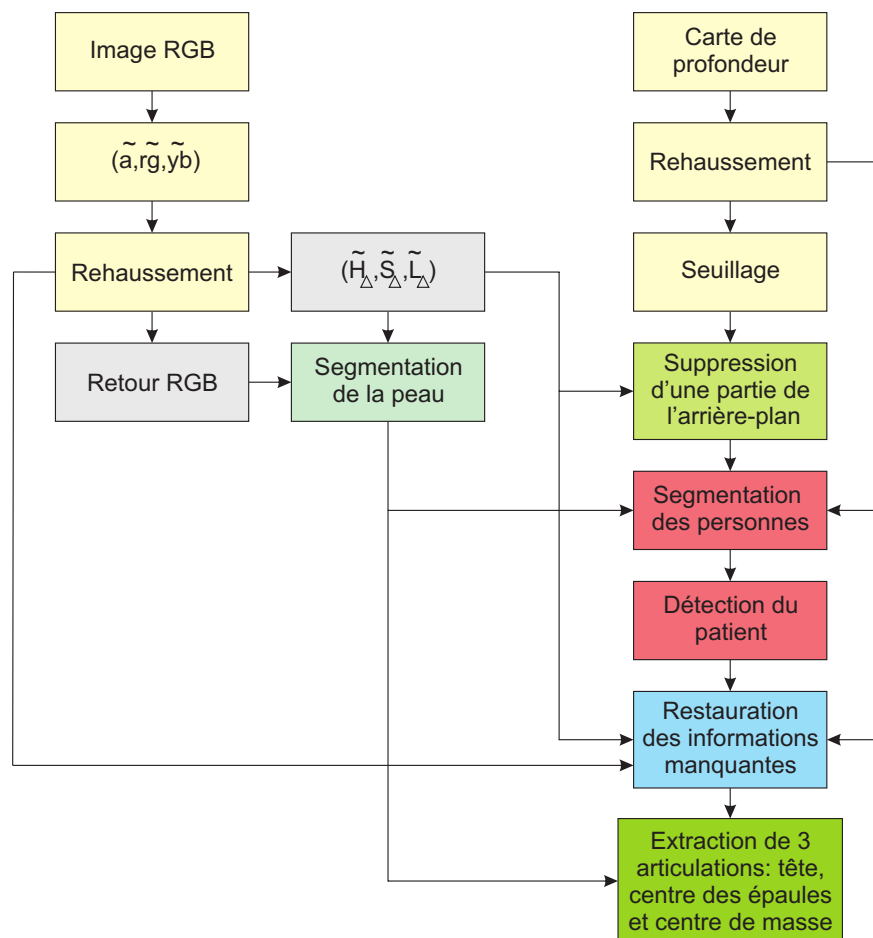 Image RGB
(ã,r̃g,ỹb)
Rehaussement
Retour RGB
(H̃△,S̃△,L̃△)
Segmentation
de la peau
Carte de
profondeur
Rehaussement
Seuillage
Suppression
d'une partie de
l'arrière-plan
Segmentation
des personnes
Détection du
patient
Restauration
des informations
manquantes
Extraction de 3
articulations: tête,
centre des épaules
et centre de masse